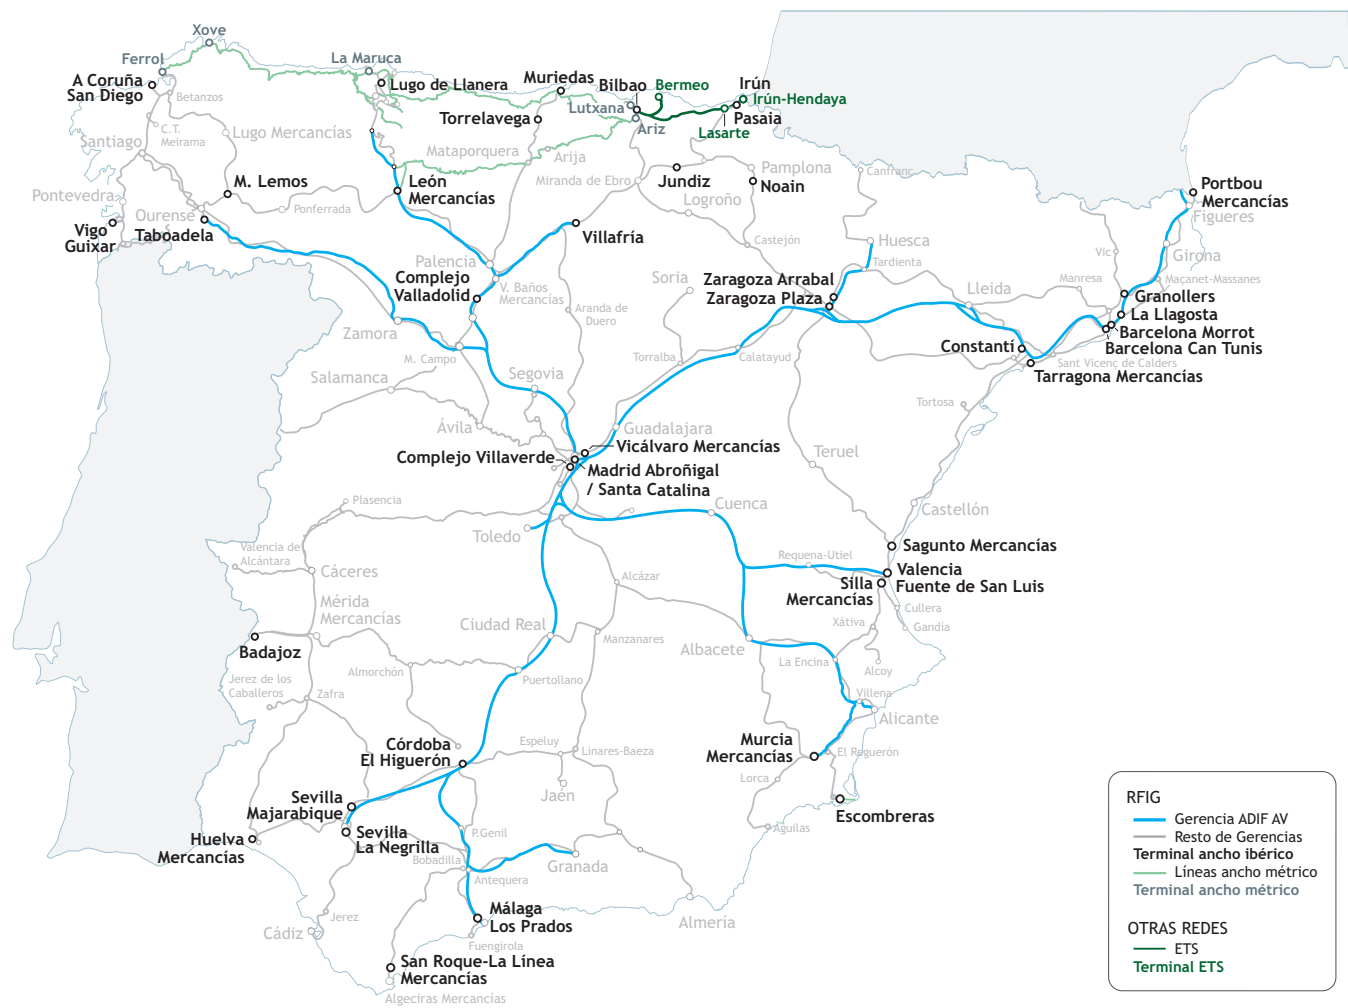 Xove
Ferrol
La Maruca
A Coruña
San Diego
Betanzos
Lugo de Llanera
Muriedas
Bilbao
Bermeo
Irún
Irún-Hendaya
Lutxana
Pasaia
Ariz
Lasarte
C.T.
Meirama
Lugo Mercancías
Torrelavega
Santiago
Mataporquera
Arija
Pamplona
Canfranc
Miranda de Ebro
Jundiz
Noain
Pontevedra
M. Lemos
León
Mercancías
Logroño
Portbou
Mercancías
Figueres
Ponferrada
Ourense
Taboadela
Vigo
Guixar
Villafría
Castejón
Huesca
Tardienta
Vic
Girona
Palencia
Complejo
Valladolid
V. Baños
Mercancías
Soria
Zaragoza Arrabal
Zaragoza Plaza
Manresa
Maçanet-Massanes
Lleida
Granollers
La Llagosta
Barcelona Morrot
Barcelona Can Tunis
Aranda de
Duero
Zamora
Constantí
M. Campo
Torralba
Calatayud
Sant Vicenç de Calders
Tarragona Mercancías
Salamanca
Segovia
Tortosa
Ávila
Guadalajara
Vicálvaro Mercancías
Complejo Villaverde
Madrid Abroñigal
/ Santa Catalina
Teruel
Plasencia
Cuenca
Castellón
Toledo
Valencia de
Alcántara
Cáceres
Sagunto Mercancías
Requena-Utiel
Valencia
Fuente de San Luis
Silla
Mercancías
Alcázar
Mérida
Mercancías
Cullera
Gandía
Xátiva
Ciudad Real
Manzanares
Albacete
Badajoz
La Encina
Alcoy
Almorchón
Puertollano
Jerez de los
Caballeros
Zafra
Villena
Alicante
Córdoba
El Higuerón
Espeluy
Linares-Baeza
Murcia
Mercancías
El Reguerón
Lorca
Jaén
Sevilla
Majarabique
Escombreras
Águilas
Huelva
Mercancías
Sevilla
La Negrilla
P.Genil
Bobadilla
Granada
Antequera
Jerez
Málaga
Los Prados
Almería
Cádiz
Fuengirola
San Roque-La Línea
Mercancías
Algeciras Mercancías
RFIG
Gerencia ADIF AV
Resto de Gerencias
Terminal ancho ibérico
Líneas ancho métrico
Terminal ancho métrico
OTRAS REDES
ETS
Terminal ETS